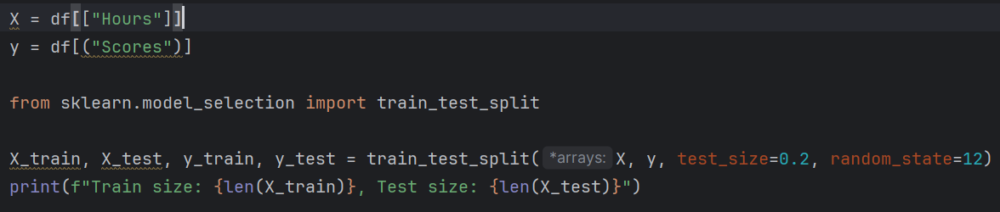 X = df[["Hours"]]
y = df[("Scores")]
from sklearn.model_selection import train_test_split
X_train, X_test, y_train, y_test = train_test_split( *arrays: X, y, test_size=0.2, random_state=12)
print(f"Train size: {len(X_train)}, Test size: {len(X_test)}")